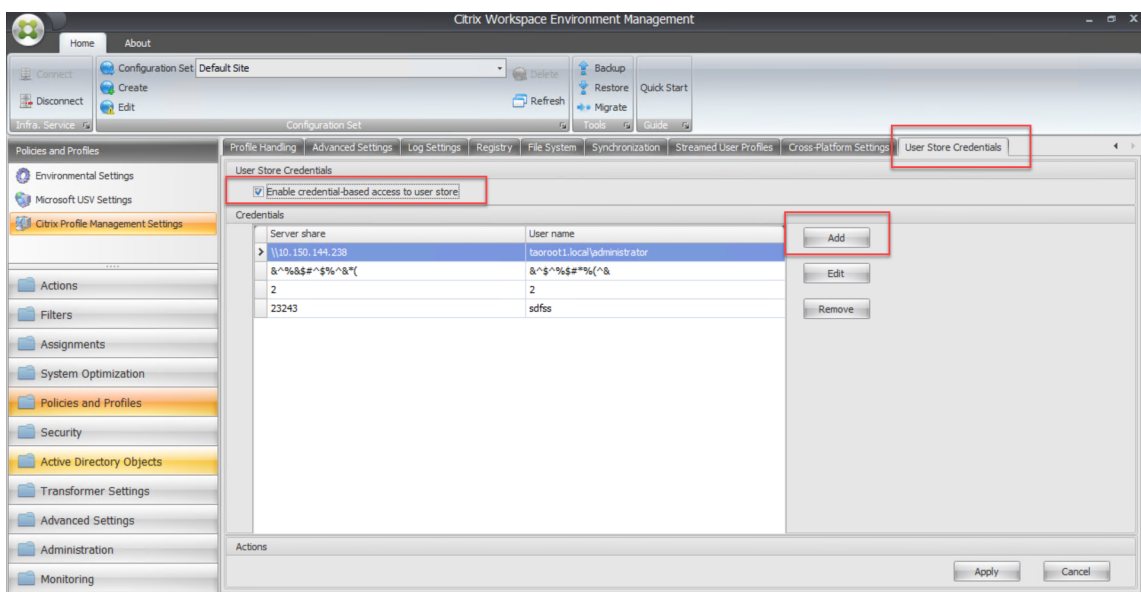 Citrix Workspace Environment Management
Home About
Connect
Disconnect
Infra. Service
Configuration Set Default Site
Create
Edit
Delete
Refresh
Configuration Set
Backup
Restore
Migrate
Tools
Quick Start
Guide
Policies and Profiles
Environmental Settings
Microsoft USV Settings
Citrix Profile Management Settings
Actions
Filters
Assignments
System Optimization
Policies and Profiles
Security
Active Directory Objects
Transformer Settings
Advanced Settings
Administration
Monitoring
Profile Handling Advanced Settings Log Settings Registry File System Synchronization Streamed User Profiles Cross-Platform Settings User Store Credentials
User Store Credentials
Enable credential-based access to user store
Credentials
Server share User name
\\10.150.144.238 taoroot1.local\administrator
&^%&$#^$%^&*( &^$^%$#*%(^&
2 2
23243 sdfss
Add
Edit
Remove
Actions
Apply Cancel